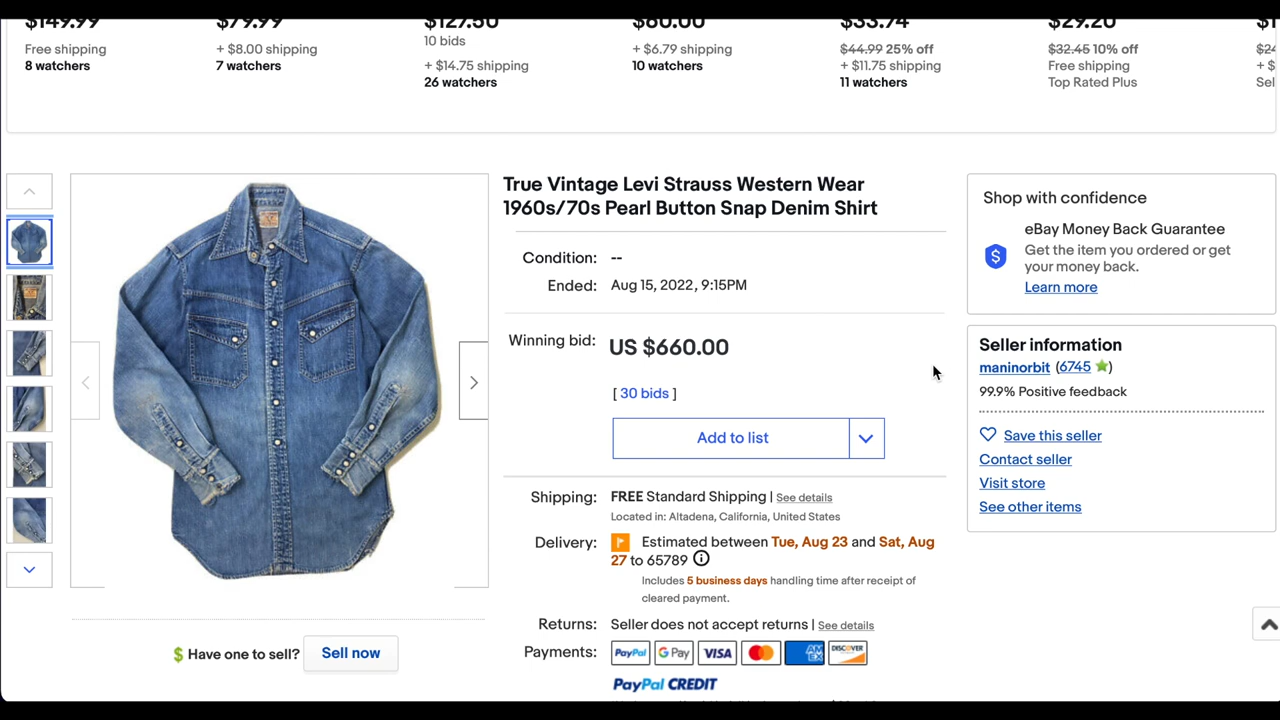 $149.99
$79.99
$127.50
$60.00
$33.74
$29.20
Free shipping
8 watchers
+ $8.00 shipping
7 watchers
10 bids
+ $14.75 shipping
26 watchers
+ $6.79 shipping
10 watchers
$44.99 25% off
+ $11.75 shipping
11 watchers
$32.45 10% off
Free shipping
Top Rated Plus
True Vintage Levi Strauss Western Wear
1960s/70s Pearl Button Snap Denim Shirt
Condition: --
Ended: Aug 15, 2022, 9:15PM
Winning bid: US $660.00
[ 30 bids ]
Add to list
Shipping: FREE Standard Shipping | See details
Located in: Altadena, California, United States
Delivery: Estimated between Tue, Aug 23 and Sat, Aug
27 to 65789
Includes 5 business days handling time after receipt of
cleared payment.
Returns: Seller does not accept returns | See details
Payments: PayPal G Pay VISA AM EX DISCOVER
PayPal CREDIT
$ Have one to sell? Sell now
Shop with confidence
eBay Money Back Guarantee
Get the item you ordered or get
your money back.
Learn more
Seller information
maninorbit (6745)
99.9% Positive feedback
Save this seller
Contact seller
Visit store
See other items